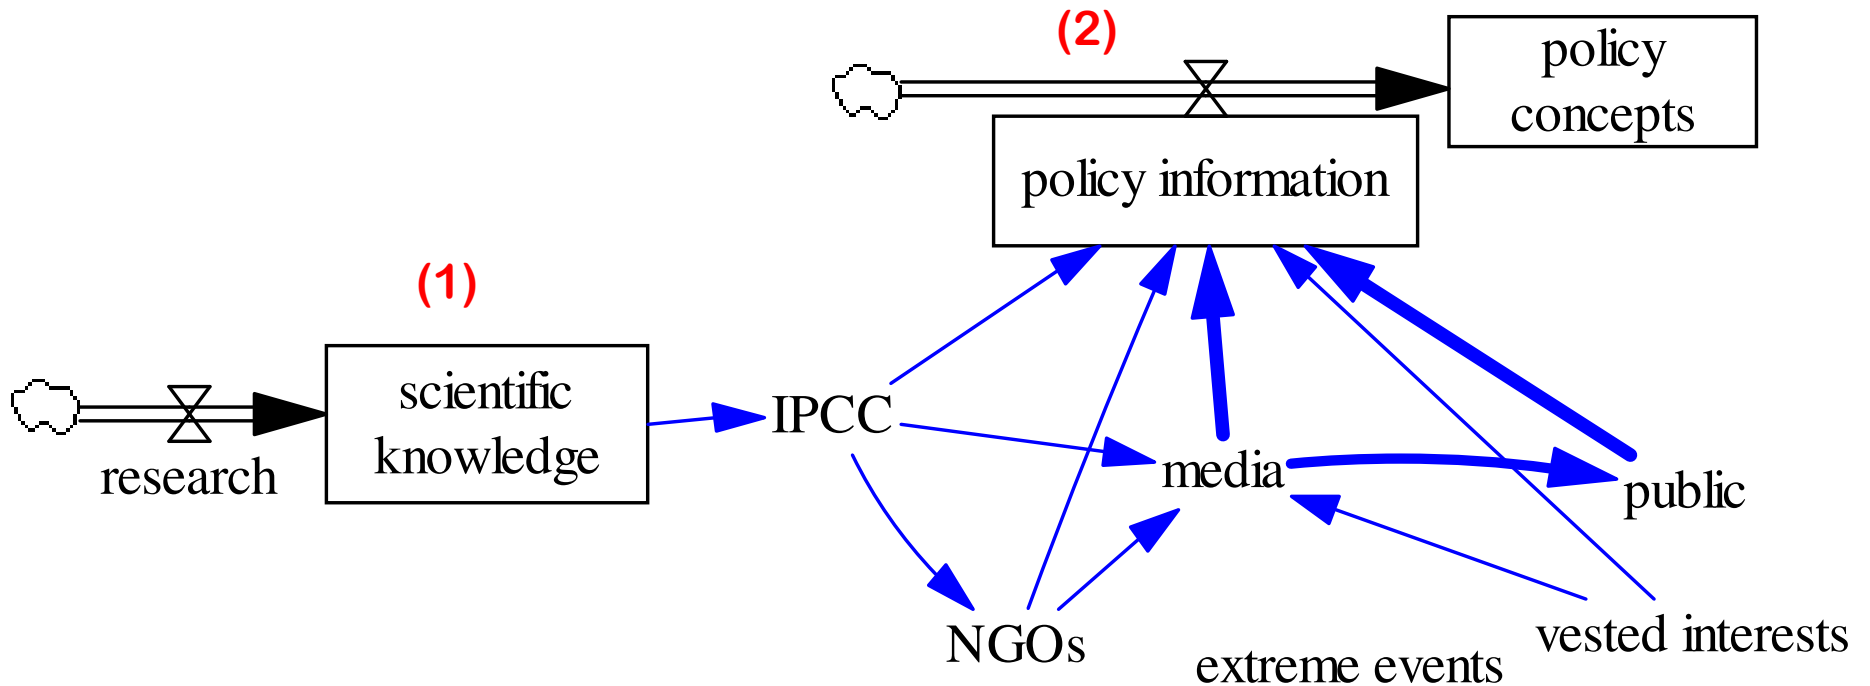 (2)
policy
concepts
policy information
(1)
scientific
knowledge
research
IPCC
media
public
NGOs
extreme events
vested interests